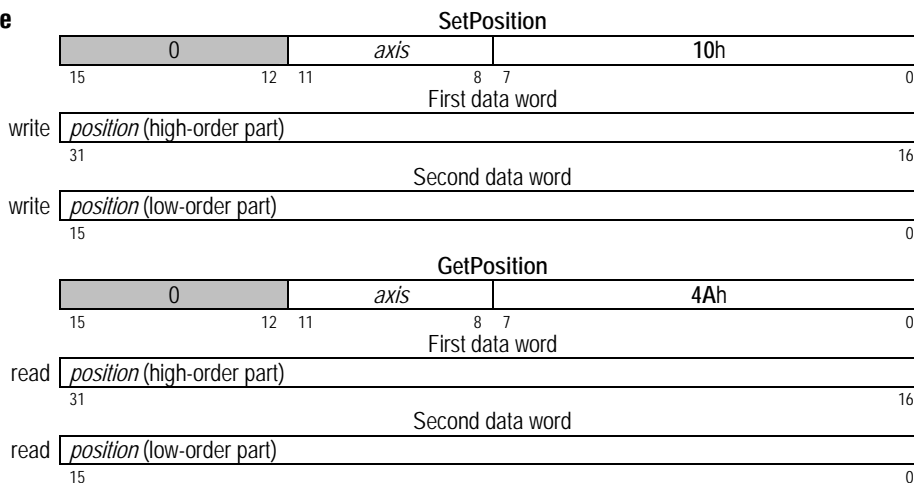 e
SetPosition
0 axis 10h
15 12 11 8 7 0
First data word
write position (high-order part)
31 16
Second data word
write position (low-order part)
15 0
GetPosition
0 axis 4Ah
15 12 11 8 7 0
First data word
read position (high-order part)
31 16
Second data word
read position (low-order part)
15 0